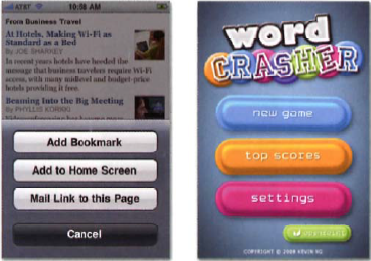 AT&T
10:58 AM
From Business Travel
At Hotels, Making Wi-Fi as
Standard as a Bed
By JOE SHARKEY
In recent years hotels have heeded the
message that business travelers require Wi-Fi
access, with many midlevel and budget-price
hotels providing it free.
Beaming Into the Big Meeting
By PHYLLIS KORKKI
Add Bookmark
Add to Home Screen
Mail Link to this Page
Cancel
word
CRASHER
new game
top scores
settings
COPYRIGHT © 2008 KEVIN NG